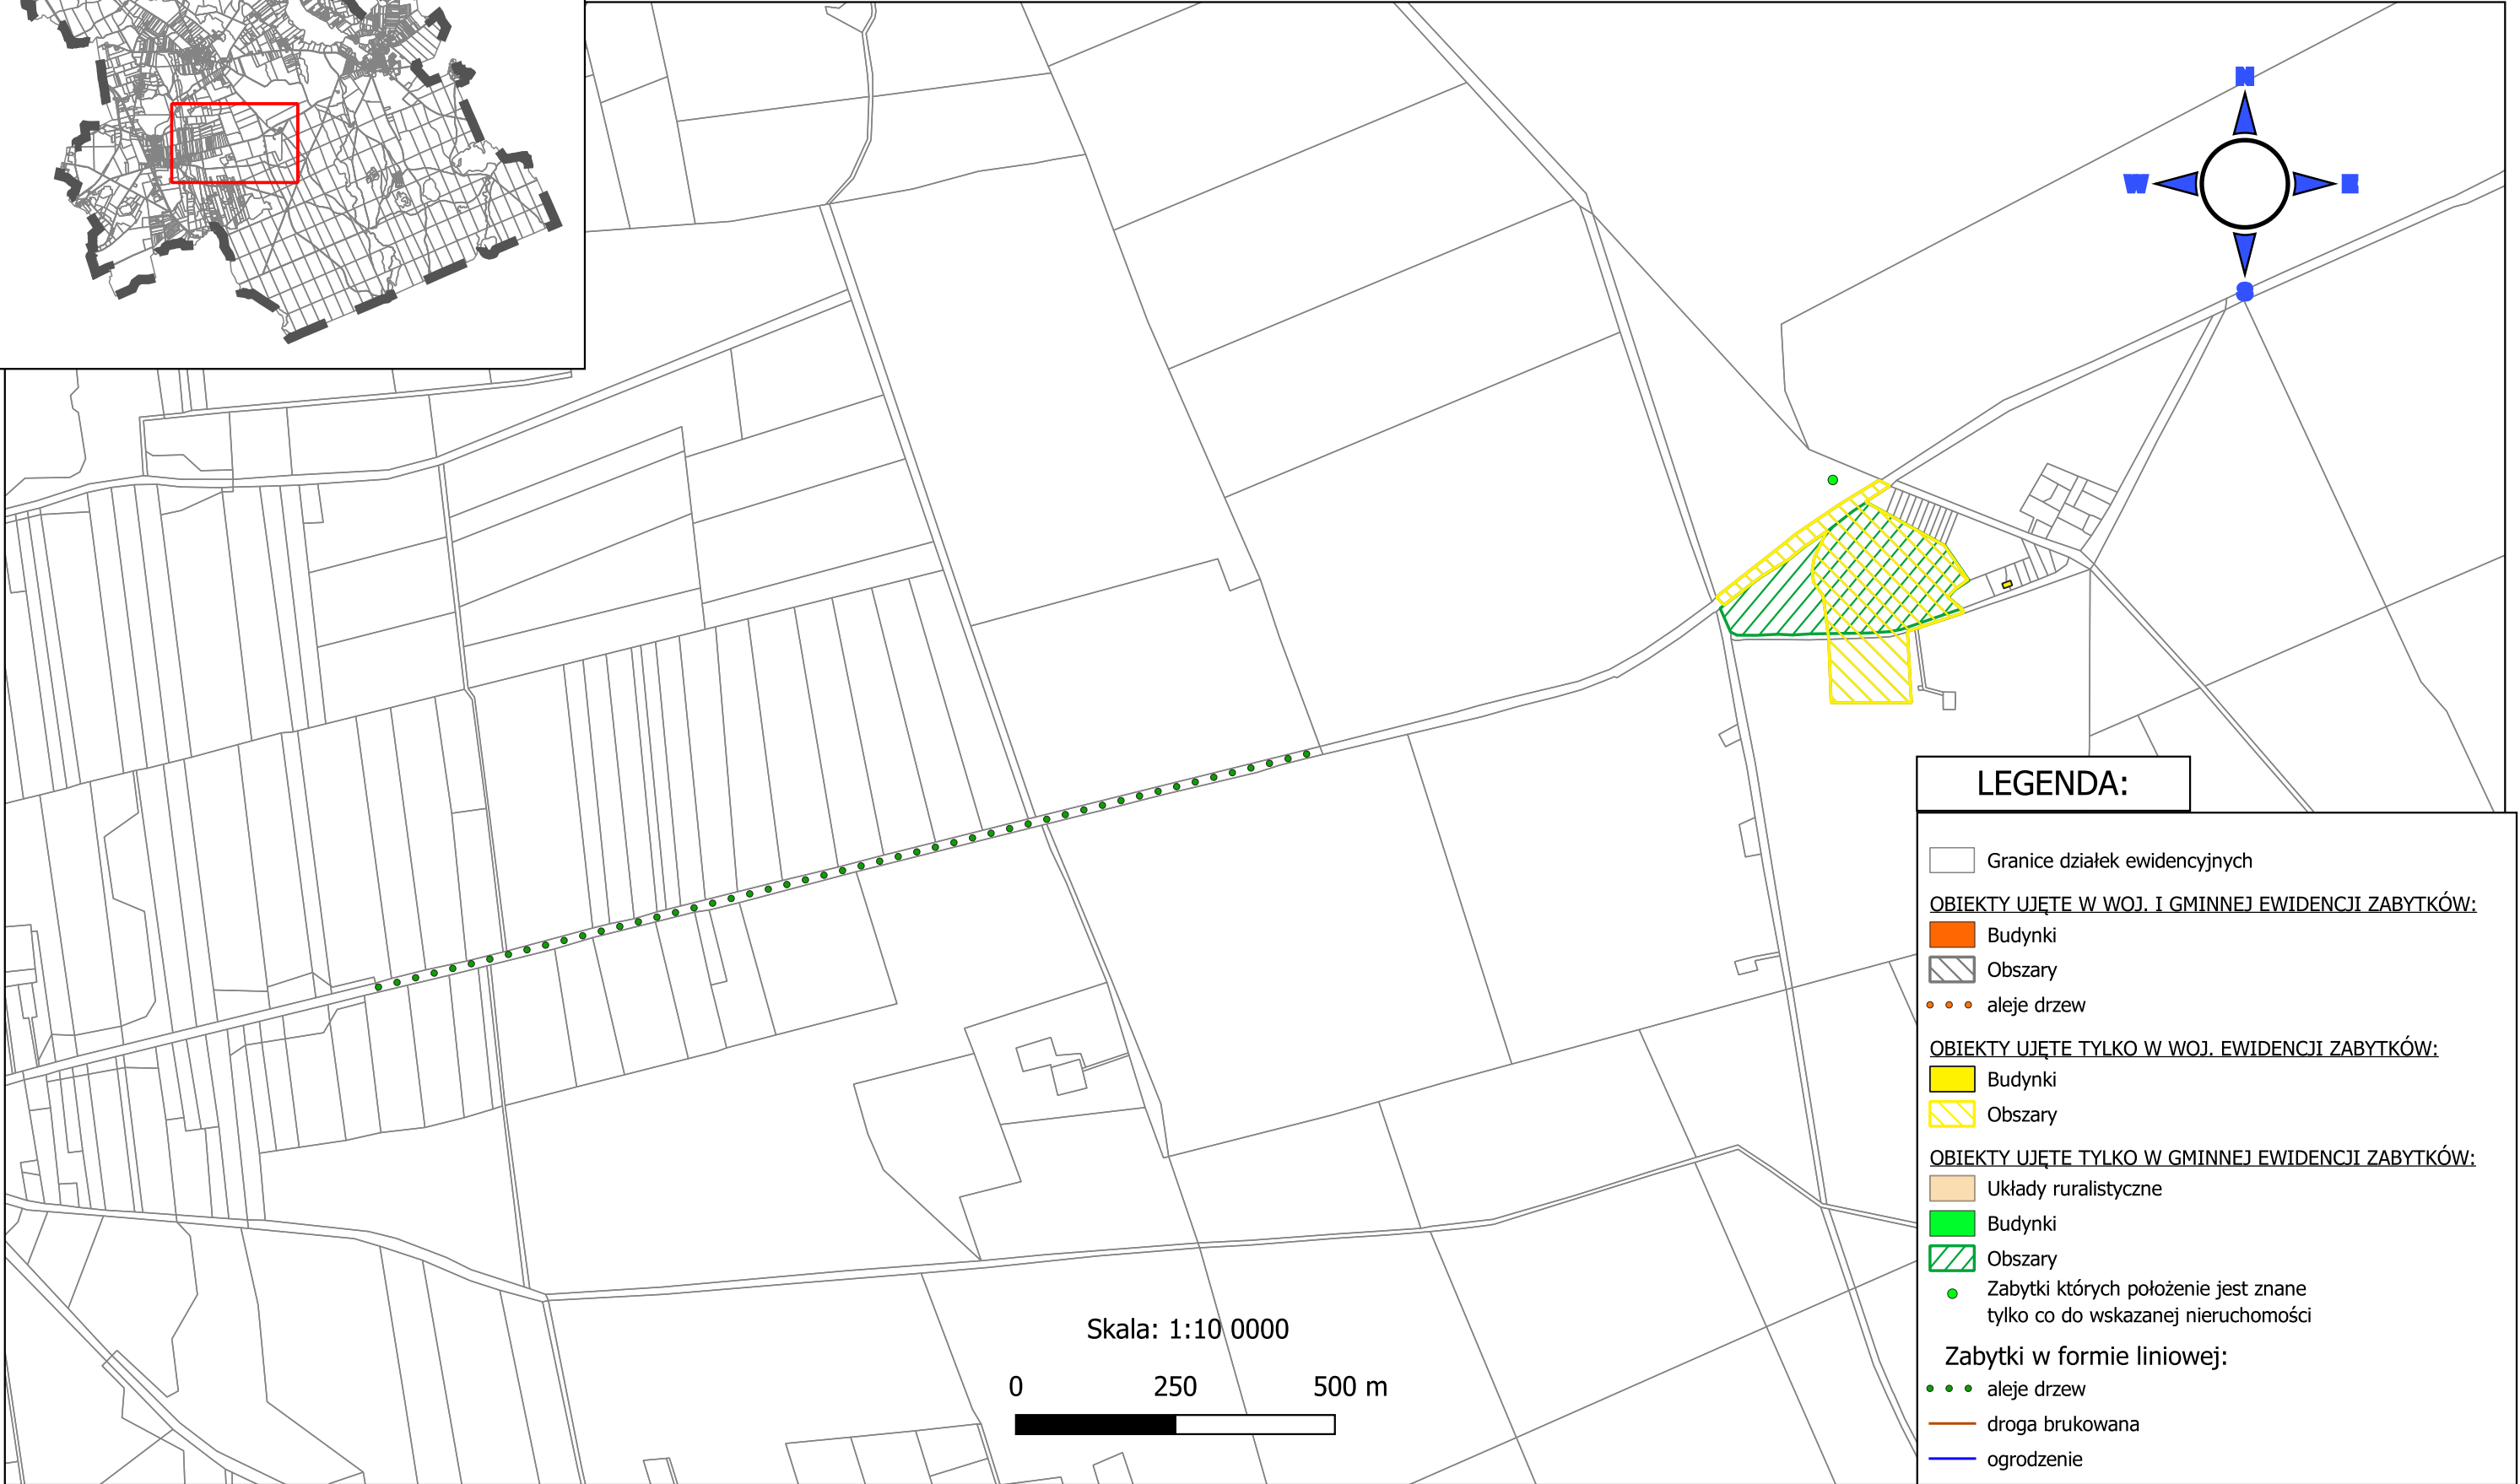 N
W E
S
LEGENDA:
Granice działek ewidencyjnych
OBIEKTY UJĘTE W WOJ. I GMINNEJ EWIDENCJI ZABYTKÓW:
Budynki
Obszary
aleje drzew
OBIEKTY UJĘTE TYLKO W WOJ. EWIDENCJI ZABYTKÓW:
Budynki
Obszary
OBIEKTY UJĘTE TYLKO W GMINNEJ EWIDENCJI ZABYTKÓW:
Układy ruralistyczne
Budynki
Obszary
Zabytki których położenie jest znane
tylko co do wskazanej nieruchomości
Zabytki w formie liniowej:
aleje drzew
droga brukowana
ogrodzenie
Skala: 1:10 0000
0 250 500 m